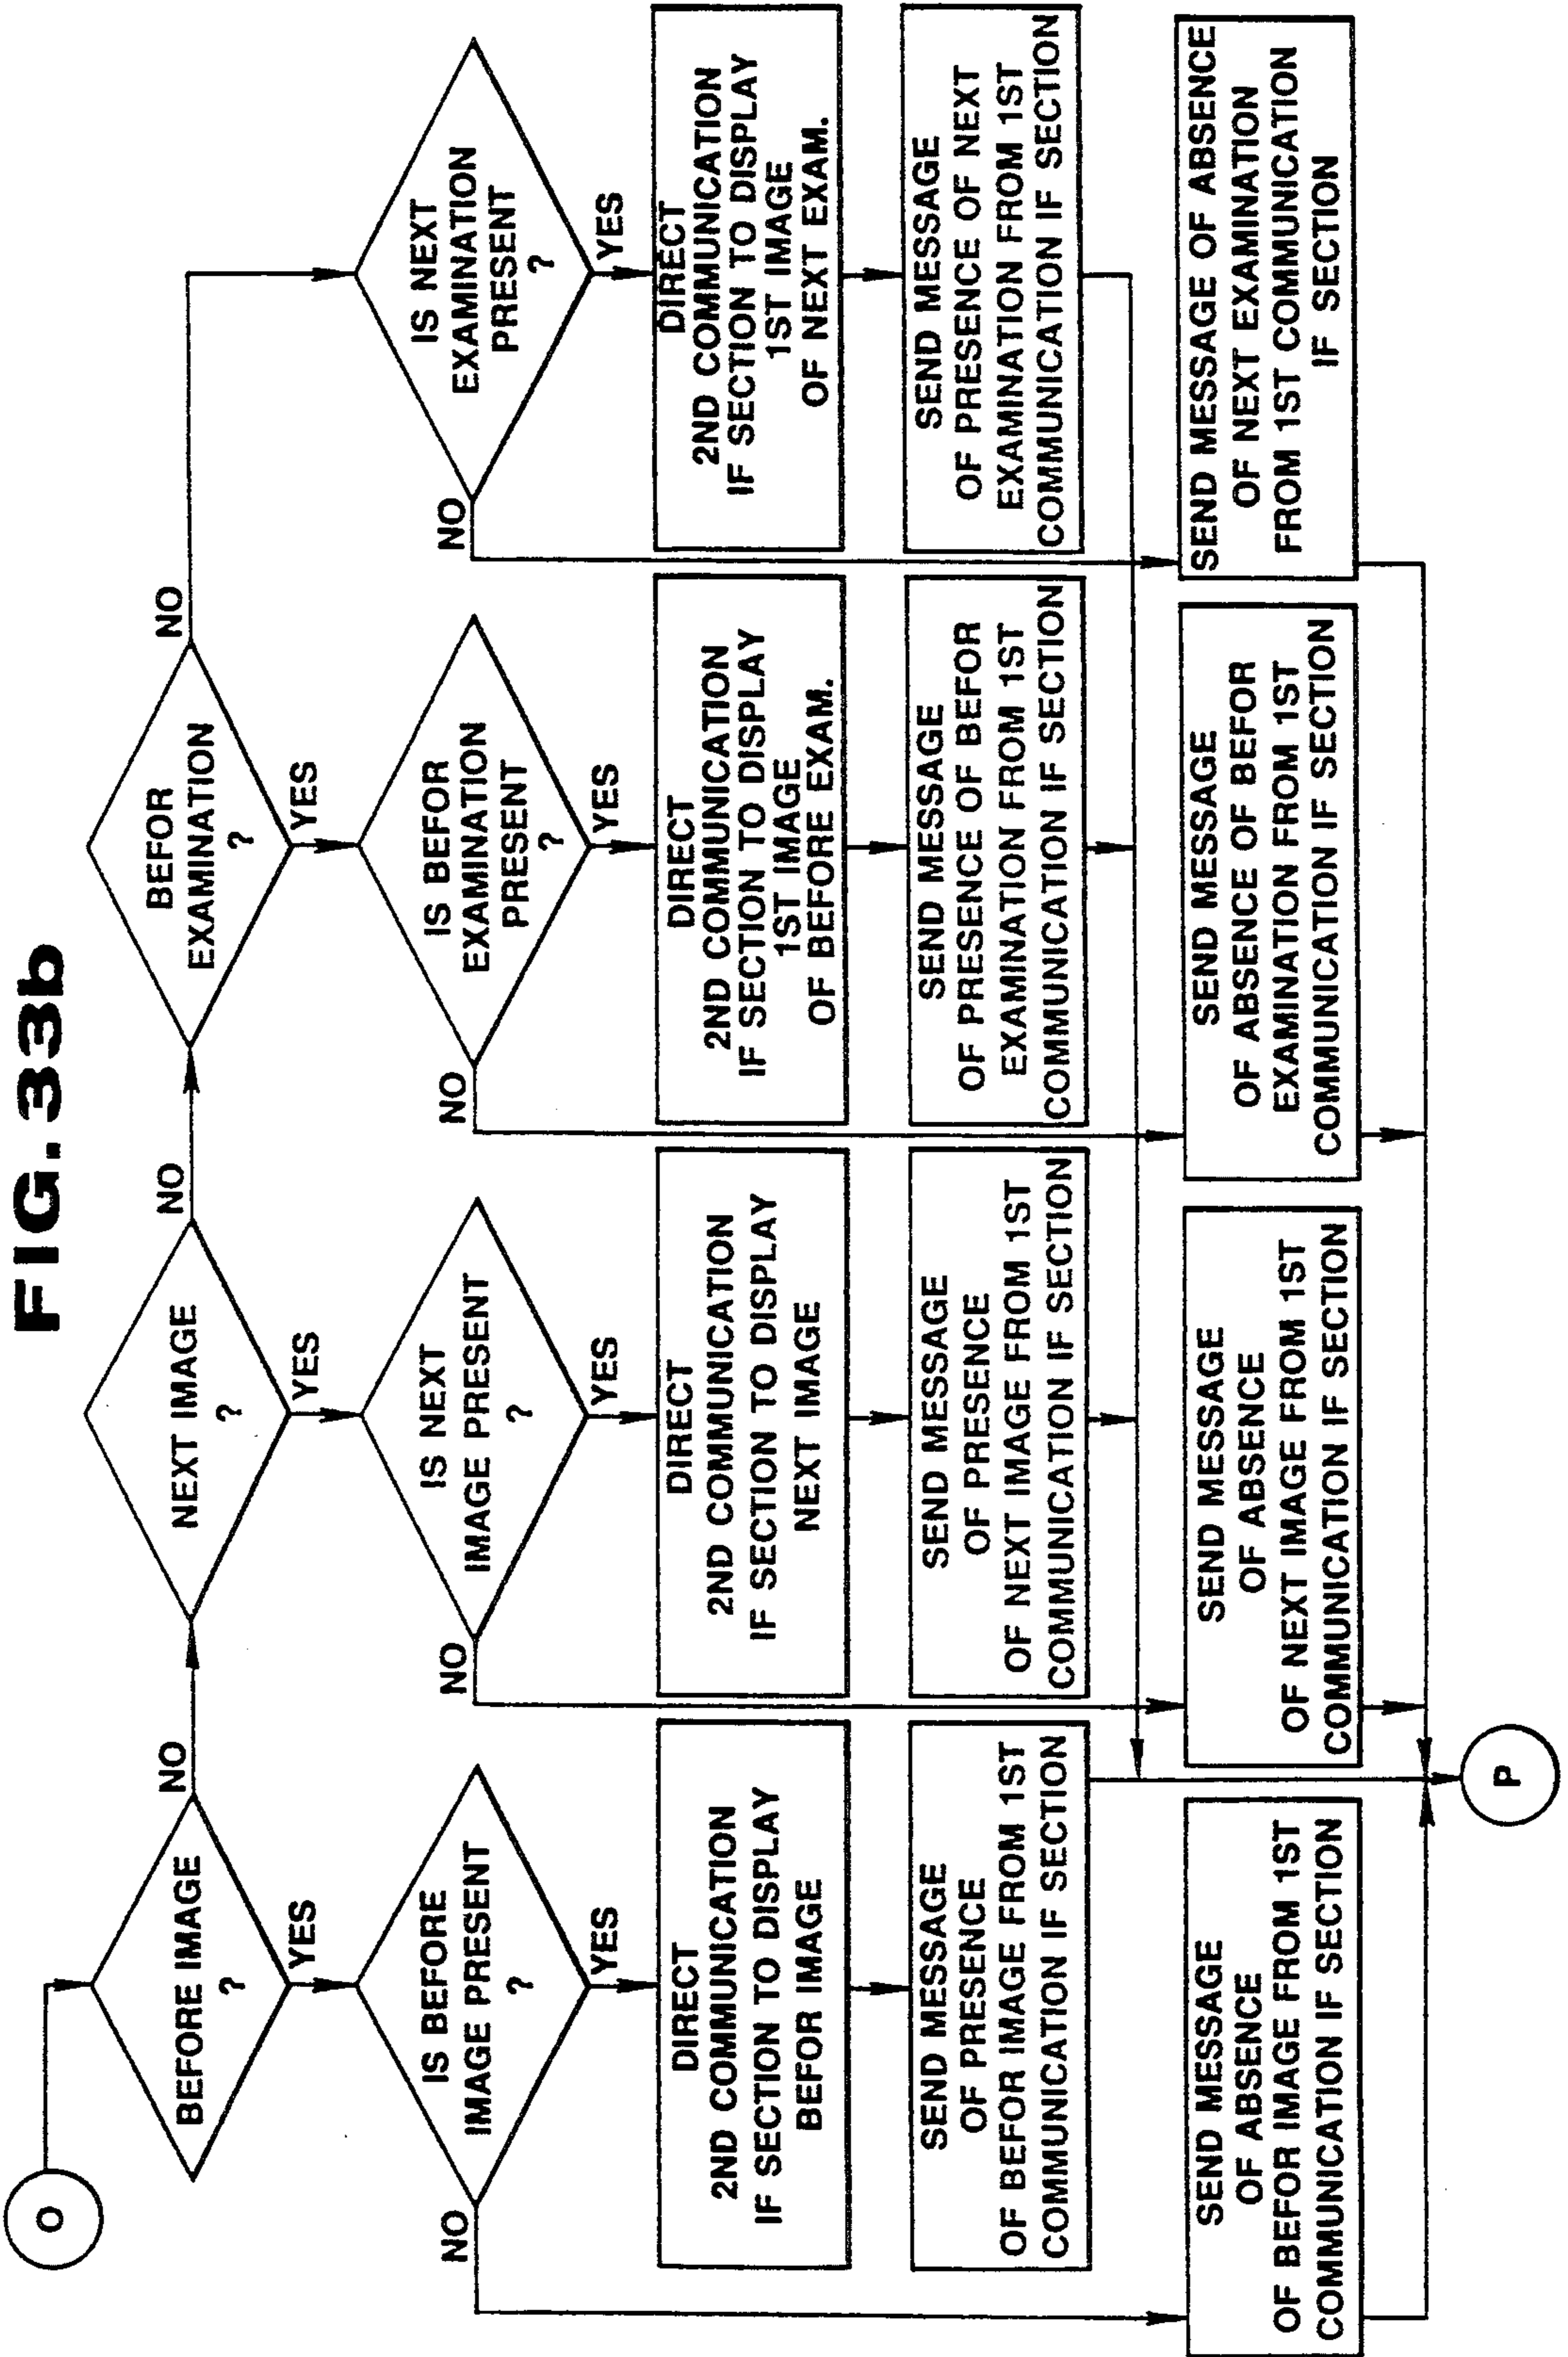 FIG.33b
O
BEFORE IMAGE
?
NO
YES
NEXT IMAGE
?
NO
YES
BEFOR
EXAMINATION
?
NO
YES
IS BEFORE
IMAGE PRESENT
?
NO
YES
IS NEXT
IMAGE PRESENT
?
NO
YES
IS BEFOR
EXAMINATION
PRESENT
?
NO
YES
IS NEXT
EXAMINATION
PRESENT
?
NO
YES
DIRECT
2ND COMMUNICATION
IF SECTION TO DISPLAY
BEFOR IMAGE
DIRECT
2ND COMMUNICATION
IF SECTION TO DISPLAY
NEXT IMAGE
DIRECT
2ND COMMUNICATION
IF SECTION TO DISPLAY
1ST IMAGE
OF BEFORE EXAM.
DIRECT
2ND COMMUNICATION
IF SECTION TO DISPLAY
1ST IMAGE
OF NEXT EXAM.
SEND MESSAGE
OF PRESENCE
OF BEFOR IMAGE FROM 1ST
COMMUNICATION IF SECTION
SEND MESSAGE
OF PRESENCE
OF NEXT IMAGE FROM 1ST
COMMUNICATION IF SECTION
SEND MESSAGE
OF PRESENCE OF BEFOR
EXAMINATION FROM 1ST
COMMUNICATION IF SECTION
SEND MESSAGE
OF PRESENCE OF NEXT
EXAMINATION FROM 1ST
COMMUNICATION IF SECTION
SEND MESSAGE
OF ABSENCE
OF BEFOR IMAGE FROM 1ST
COMMUNICATION IF SECTION
SEND MESSAGE
OF ABSENCE
OF NEXT IMAGE FROM 1ST
COMMUNICATION IF SECTION
SEND MESSAGE
OF ABSENCE OF BEFOR
EXAMINATION FROM 1ST
COMMUNICATION IF SECTION
SEND MESSAGE OF ABSENCE
OF NEXT EXAMINATION
FROM 1ST COMMUNICATION
IF SECTION
P